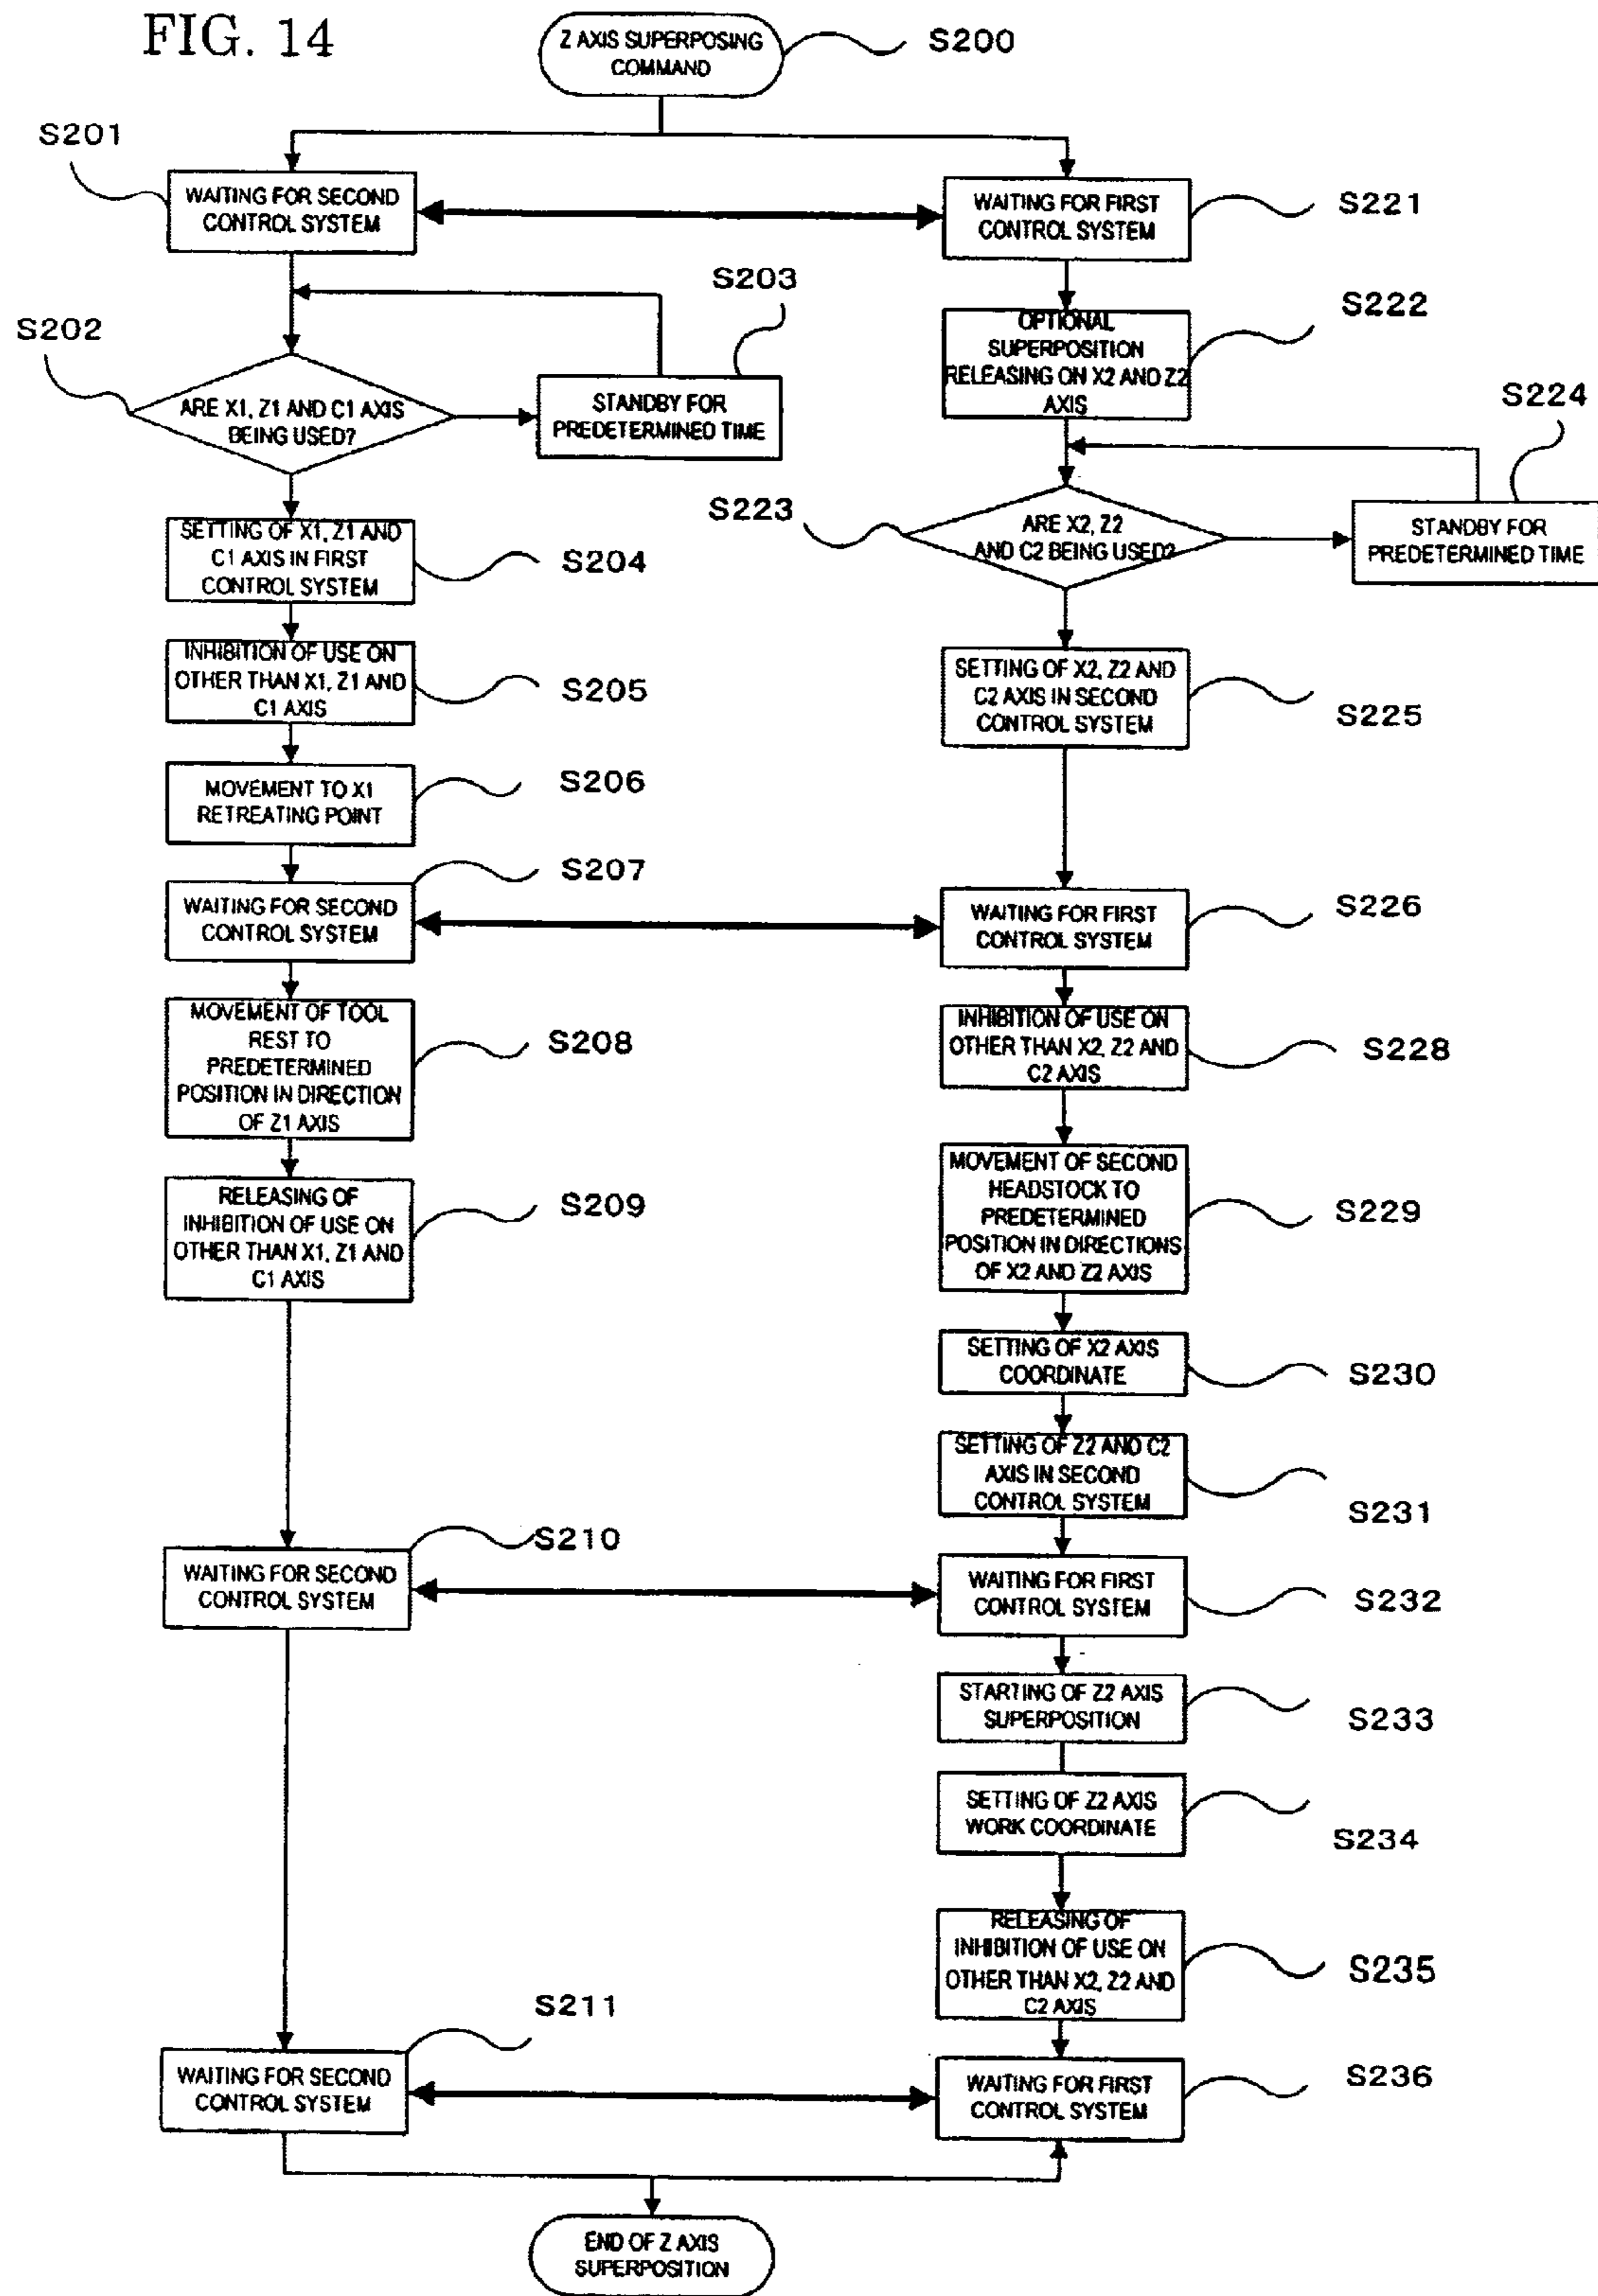 FIG. 14
Z AXIS SUPERPOSING
COMMAND
S200
S201
WAITING FOR SECOND
CONTROL SYSTEM
WAITING FOR FIRST
CONTROL SYSTEM
S221
S202
ARE X1, Z1 AND C1 AXIS
BEING USED?
S203
STANDBY FOR
PREDETERMINED TIME
OPTIONAL
SUPERPOSITION
RELEASING ON X2 AND Z2
AXIS
S222
S223
ARE X2, Z2
AND C2 BEING USED?
S224
STANDBY FOR
PREDETERMINED TIME
SETTING OF X1, Z1 AND
C1 AXIS IN FIRST
CONTROL SYSTEM
S204
INHIBITION OF USE ON
OTHER THAN X1, Z1 AND
C1 AXIS
S205
SETTING OF X2, Z2 AND
C2 AXIS IN SECOND
CONTROL SYSTEM
S225
MOVEMENT TO X1
RETREATING POINT
S206
WAITING FOR SECOND
CONTROL SYSTEM
S207
WAITING FOR FIRST
CONTROL SYSTEM
S226
MOVEMENT OF TOOL
REST TO
PREDETERMINED
POSITION IN DIRECTION
OF Z1 AXIS
S208
INHIBITION OF USE ON
OTHER THAN X2, Z2 AND
C2 AXIS
S228
RELEASING OF
INHIBITION OF USE ON
OTHER THAN X1, Z1 AND
C1 AXIS
S209
MOVEMENT OF SECOND
HEADSTOCK TO
PREDETERMINED
POSITION IN DIRECTIONS
OF X2 AND Z2 AXIS
S229
SETTING OF X2 AXIS
COORDINATE
S230
SETTING OF Z2 AND C2
AXIS IN SECOND
CONTROL SYSTEM
S231
S210
WAITING FOR SECOND
CONTROL SYSTEM
WAITING FOR FIRST
CONTROL SYSTEM
S232
STARTING OF Z2 AXIS
SUPERPOSITION
S233
SETTING OF Z2 AXIS
WORK COORDINATE
S234
RELEASING OF
INHIBITION OF USE ON
OTHER THAN X2, Z2 AND
C2 AXIS
S235
S211
WAITING FOR SECOND
CONTROL SYSTEM
WAITING FOR FIRST
CONTROL SYSTEM
S236
END OF Z AXIS
SUPERPOSITION